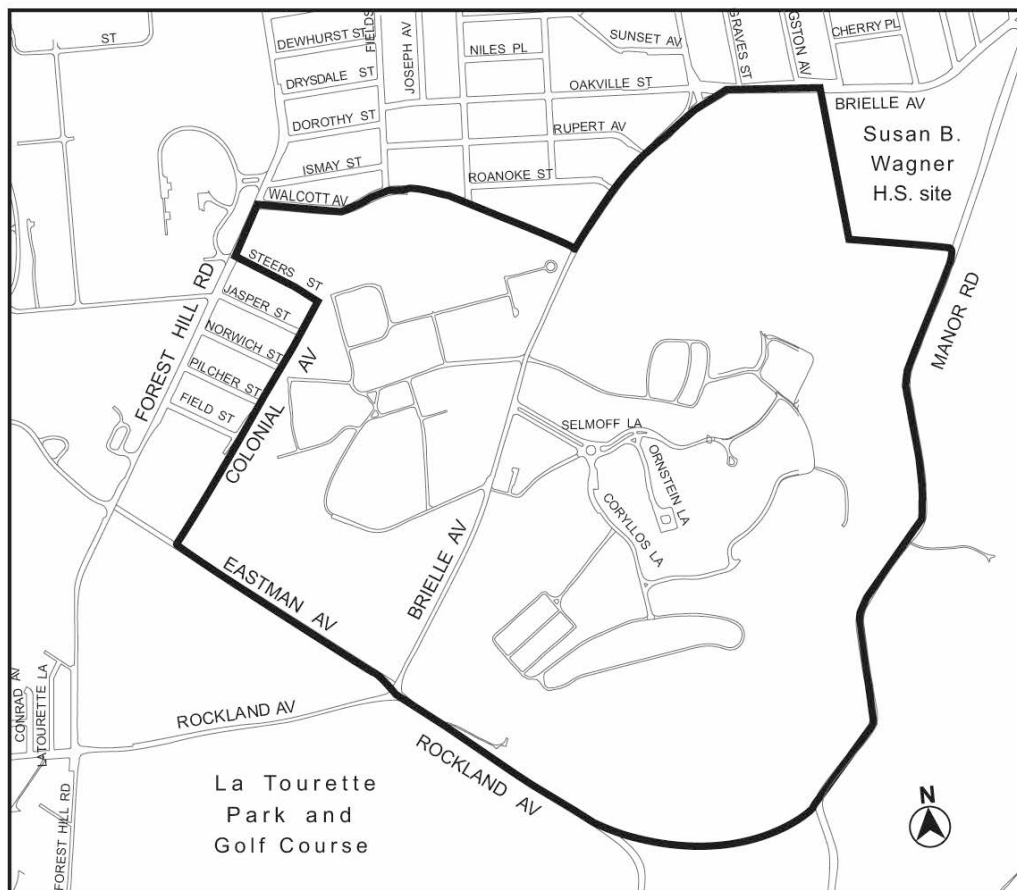 ST
DEWHURST ST
FIELDS
JOSEPH AV
NILES PL
SUNSET AV
GRAVES ST
GSTON AV
CHERRY PL
DRYSDALE ST
OAKVILLE ST
BRIELLE AV
DOROTHY ST
RUPERT AV
Susan B.
Wagner
H.S. site
ISMAY ST
ROANOKE ST
WALCOTT AV
STEERS ST
JASPER ST
NORWICH ST
PILCHER ST
FIELD ST
FOREST HILL RD
COLONIAL AV
MANOR RD
SELMOFF LA
ORNSTEIN LA
CORYLLOS LA
BRIELLE AV
EASTMAN AV
CONRAD AV
LATOURETTE LA
ROCKLAND AV
ROCKLAND AV
La Tourette
Park and
Golf Course
FOREST HILL RD
N